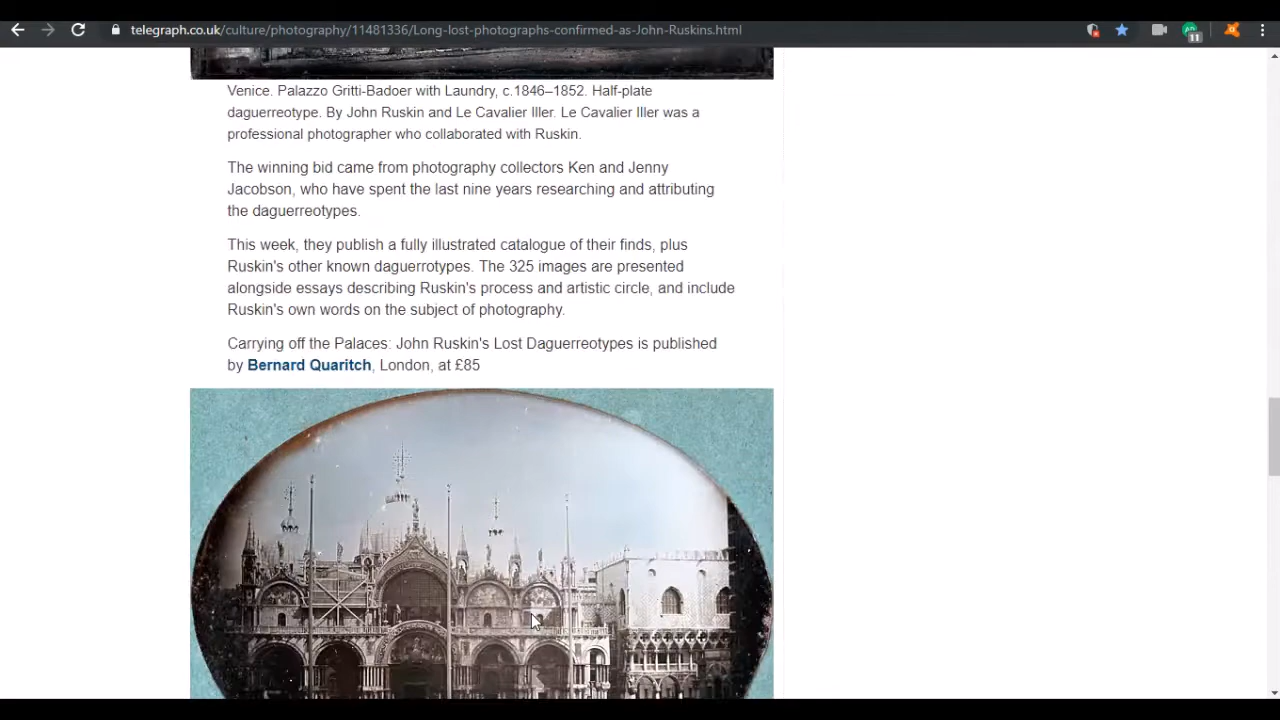 telegraph.co.uk/culture/photography/11481336/Long-lost-photographs-confirmed-as-John-Ruskins.html
11
Venice. Palazzo Gritti-Badoer with Laundry, c.1846–1852. Half-plate
daguerreotype. By John Ruskin and Le Cavalier Iller. Le Cavalier Iller was a
professional photographer who collaborated with Ruskin.
The winning bid came from photography collectors Ken and Jenny
Jacobson, who have spent the last nine years researching and attributing
the daguerreotypes.
This week, they publish a fully illustrated catalogue of their finds, plus
Ruskin's other known daguerrotypes. The 325 images are presented
alongside essays describing Ruskin's process and artistic circle, and include
Ruskin's own words on the subject of photography.
Carrying off the Palaces: John Ruskin's Lost Daguerreotypes is published
by Bernard Quaritch, London, at £85